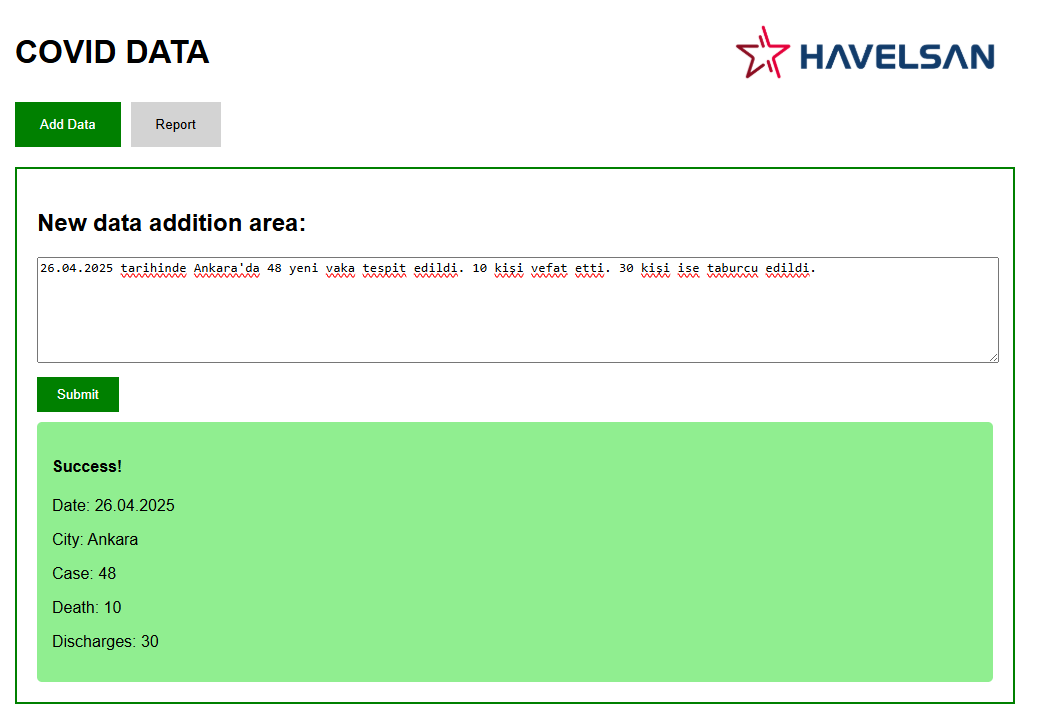 COVID DATA
HAVELSAN
Add Data
Report
New data addition area:
26.04.2025 tarihinde Ankara'da 48 yeni vaka tespit edildi. 10 kişi vefat etti. 30 kişi ise taburcu edildi.
Submit
Success!
Date: 26.04.2025
City: Ankara
Case: 48
Death: 10
Discharges: 30